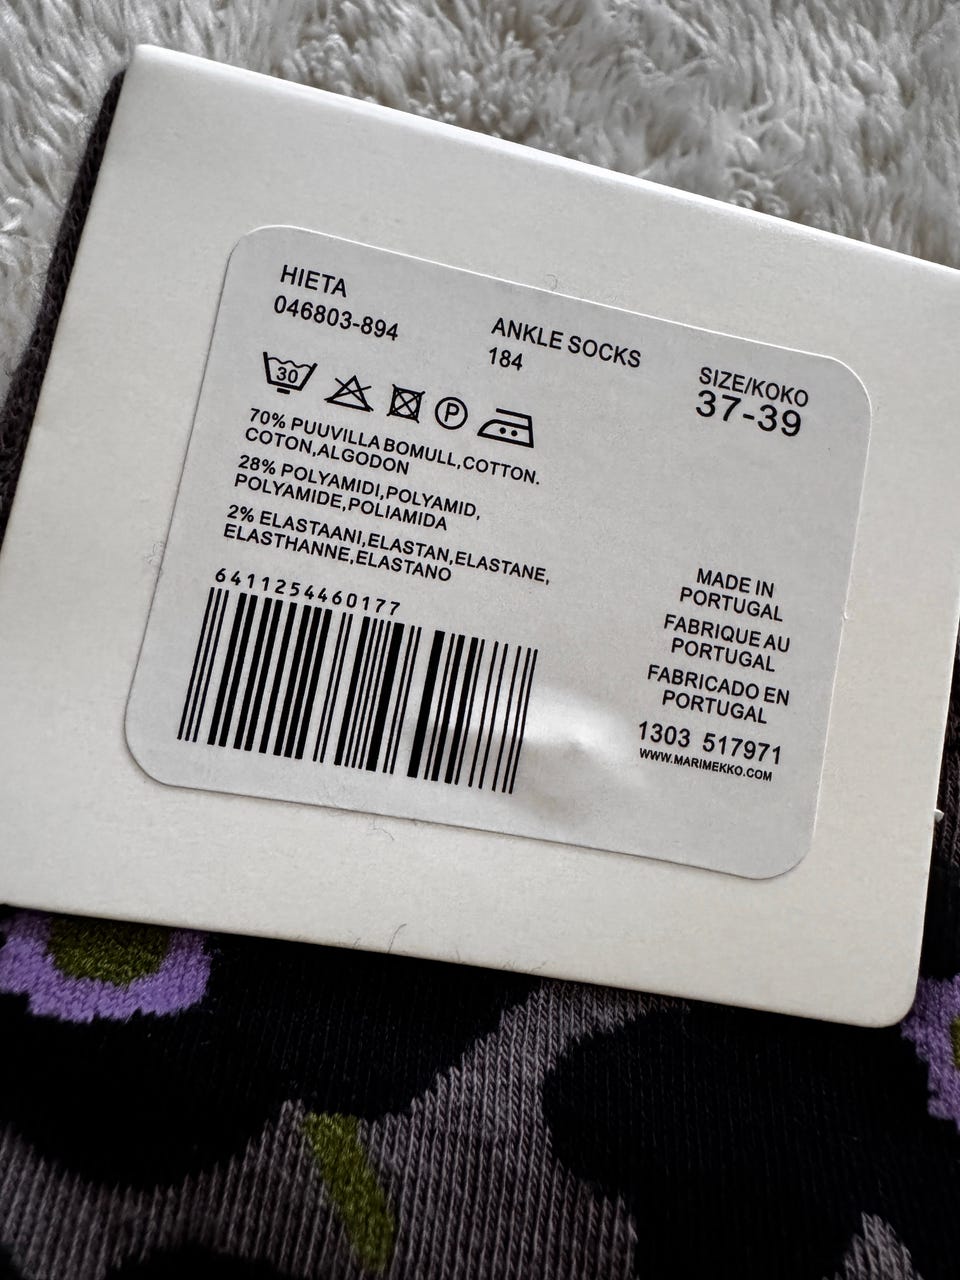 HIETA
046803-894
ANKLE SOCKS
184
SIZE/KOKO
37-39
30
P
70% PUUVILLA BOMULL,COTTON.
COTON,ALGODON
28% POLYAMIDI,POLYAMID,
POLYAMIDE,POLIAMIDA
2% ELASTAANI,ELASTAN,ELASTANE,
ELASTHANNE,ELASTANO
6411254460177
MADE IN
PORTUGAL
FABRIQUE AU
PORTUGAL
FABRICADO EN
PORTUGAL
1303 517971
WWW.MARIMEKKO.COM